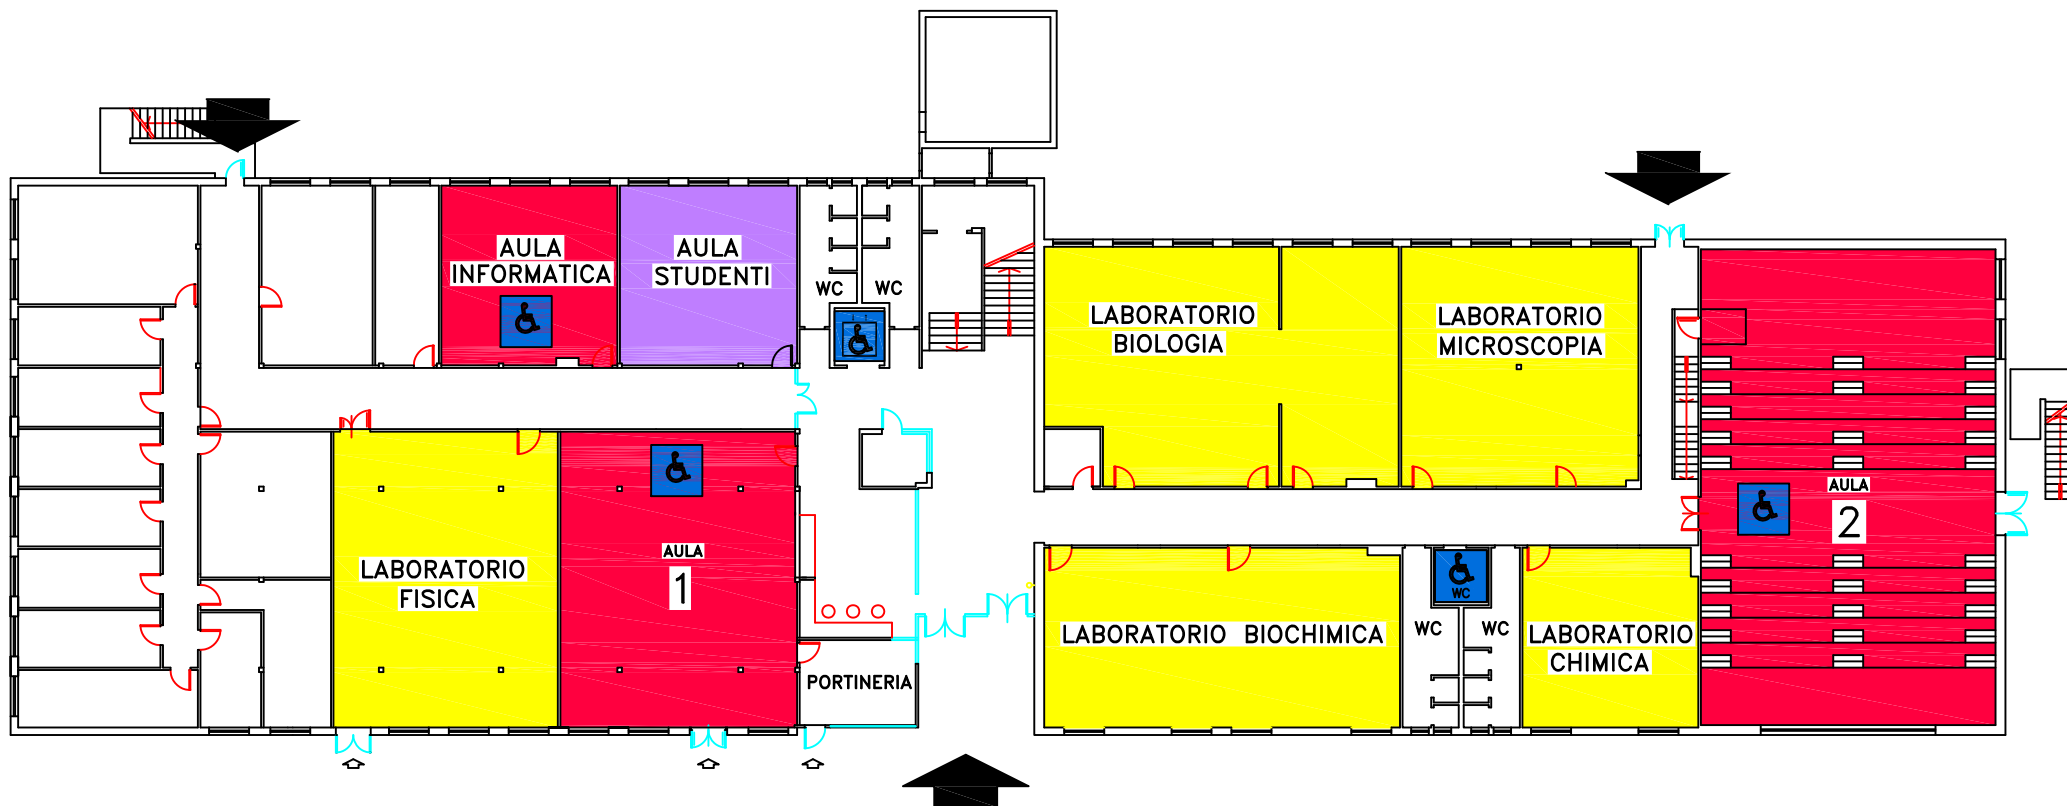 AULA
INFORMATICA
AULA
STUDENTI
WC
WC
LABORATORIO
BIOLOGIA
LABORATORIO
MICROSCOPIA
AULA
2
LABORATORIO
FISICA
AULA
1
PORTINERIA
LABORATORIO BIOCHIMICA
WC
WC
WC
LABORATORIO
CHIMICA